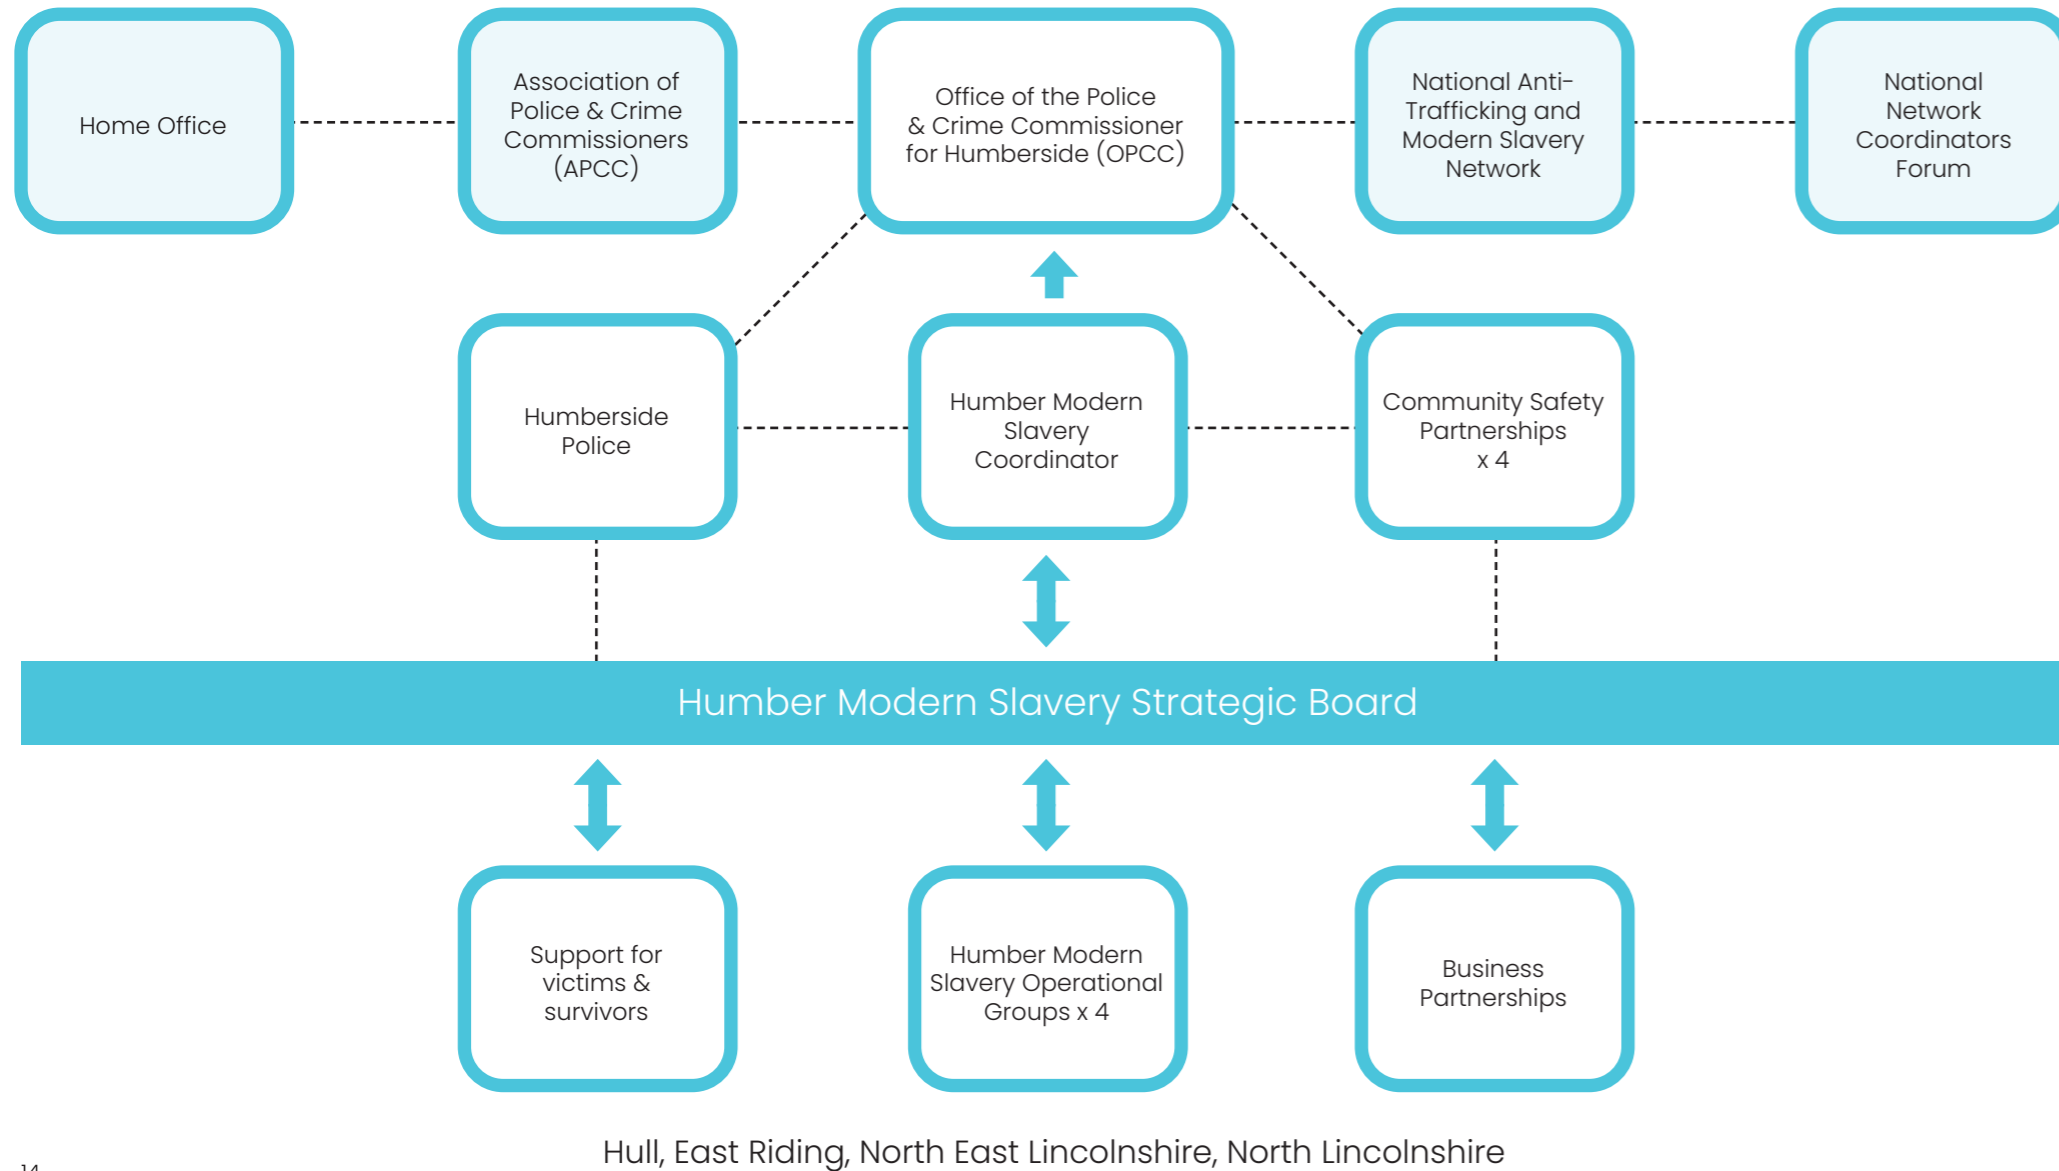 Home Office
Association of
Police & Crime
Commissioners
(APCC)
Office of the Police
& Crime Commissioner
for Humberside (OPCC)
National Anti-
Trafficking and
Modern Slavery
Network
National
Network
Coordinators
Forum
Humberside
Police
Humber Modern
Slavery
Coordinator
Community Safety
Partnerships
x 4
Humber Modern Slavery Strategic Board
Support for
victims &
survivors
Humber Modern
Slavery Operational
Groups x 4
Business
Partnerships
Hull, East Riding, North East Lincolnshire, North Lincolnshire
14